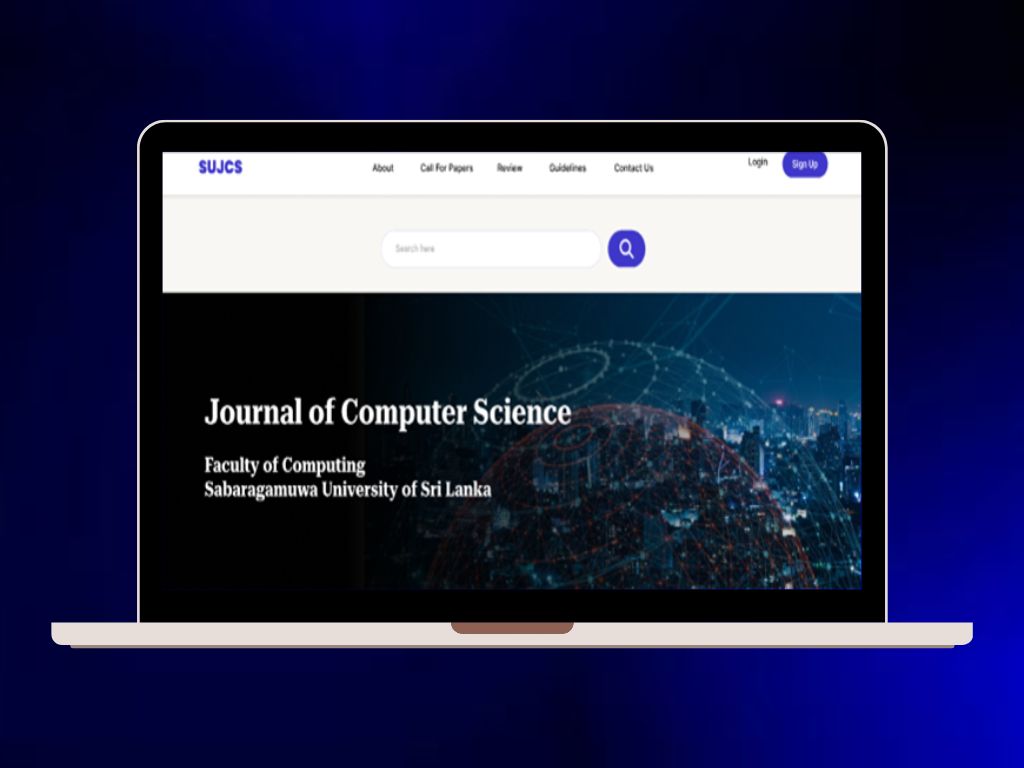 SUJCS
About
Call For Papers
Review
Guidelines
Contact Us
Login
Sign Up
Search here
Journal of Computer Science
Faculty of Computing
Sabaragamuwa University of Sri Lanka